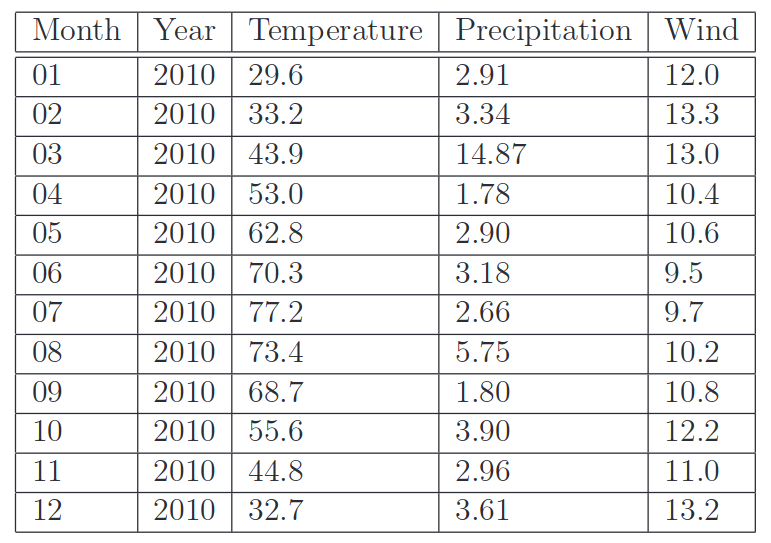 Month Year Temperature Precipitation Wind
01 2010 29.6 2.91 12.0
02 2010 33.2 3.34 13.3
03 2010 43.9 14.87 13.0
04 2010 53.0 1.78 10.4
05 2010 62.8 2.90 10.6
06 2010 70.3 3.18 9.5
07 2010 77.2 2.66 9.7
08 2010 73.4 5.75 10.2
09 2010 68.7 1.80 10.8
10 2010 55.6 3.90 12.2
11 2010 44.8 2.96 11.0
12 2010 32.7 3.61 13.2